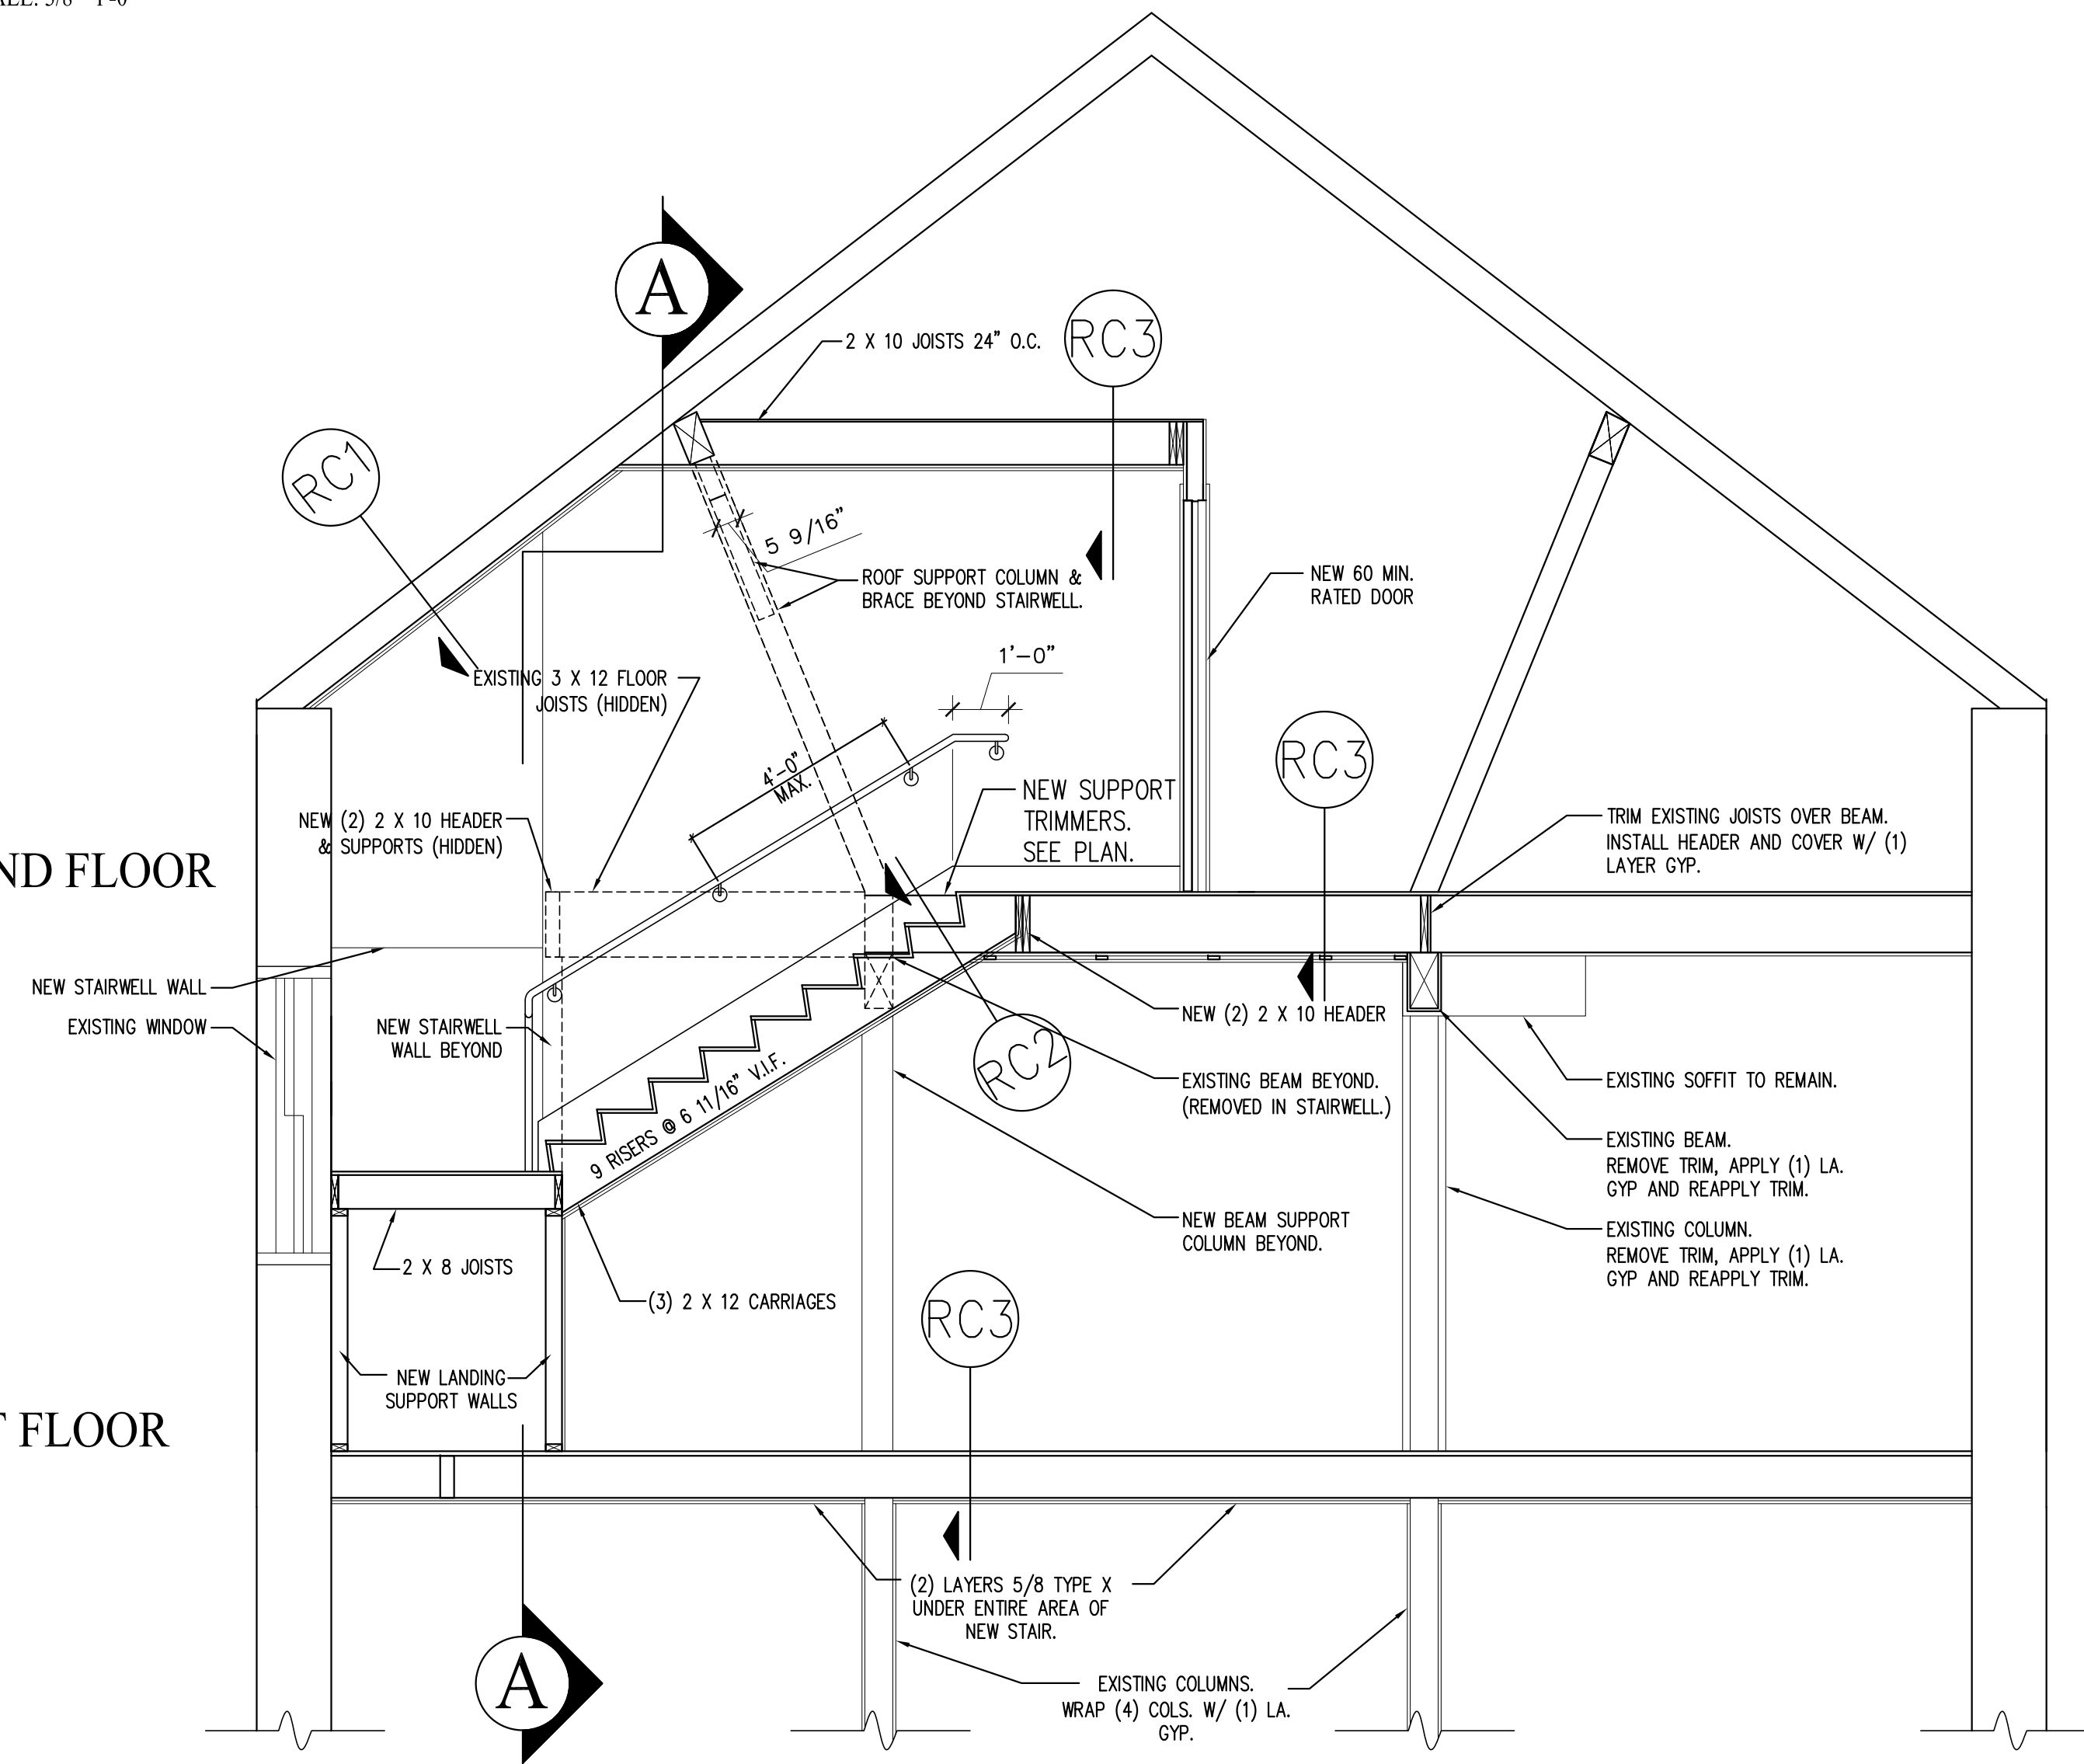 A
2 X 10 JOISTS 24" O.C.
RC3
RC1
5 9/16"
ROOF SUPPORT COLUMN &
BRACE BEYOND STAIRWELL.
NEW 60 MIN.
RATED DOOR
1'-0"
EXISTING 3 X 12 FLOOR
JOISTS (HIDDEN)
4'-0"
MAX.
RC3
NEW SUPPORT
TRIMMERS.
SEE PLAN.
NEW (2) 2 X 10 HEADER
& SUPPORTS (HIDDEN)
TRIM EXISTING JOISTS OVER BEAM.
INSTALL HEADER AND COVER W/ (1)
LAYER GYP.
ND FLOOR
NEW STAIRWELL WALL
EXISTING WINDOW
NEW STAIRWELL
WALL BEYOND
NEW (2) 2 X 10 HEADER
RC2
9 RISERS @ 6 11/16" V.I.F.
EXISTING BEAM BEYOND.
(REMOVED IN STAIRWELL.)
EXISTING SOFFIT TO REMAIN.
EXISTING BEAM.
REMOVE TRIM, APPLY (1) LA.
GYP AND REAPPLY TRIM.
NEW BEAM SUPPORT
COLUMN BEYOND.
EXISTING COLUMN.
REMOVE TRIM, APPLY (1) LA.
GYP AND REAPPLY TRIM.
2 X 8 JOISTS
(3) 2 X 12 CARRIAGES
RC3
NEW LANDING
SUPPORT WALLS
T FLOOR
(2) LAYERS 5/8 TYPE X
UNDER ENTIRE AREA OF
NEW STAIR.
A
EXISTING COLUMNS.
WRAP (4) COLS. W/ (1) LA.
GYP.